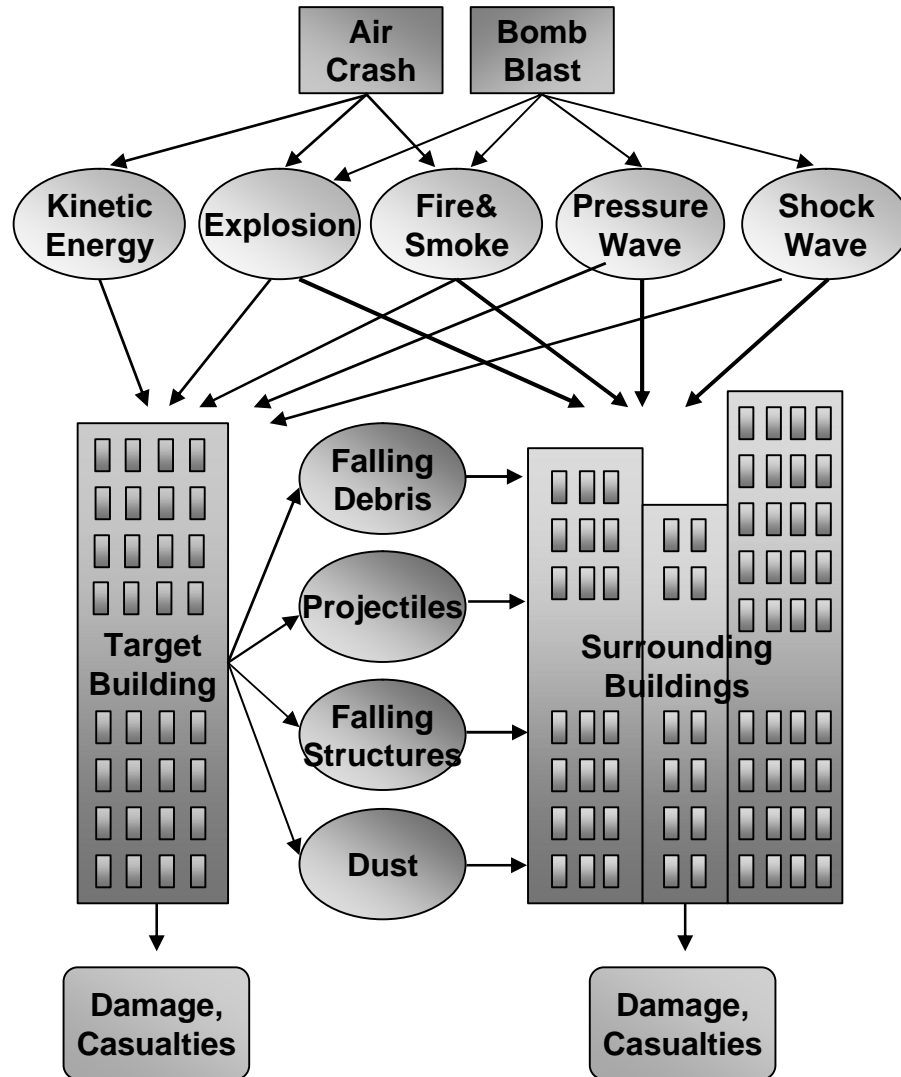 Air
Crash
Bomb
Blast
Kinetic
Energy
Explosion
Fire&
Smoke
Pressure
Wave
Shock
Wave
Falling
Debris
Projectiles
Target
Building
Surrounding
Buildings
Falling
Structures
Dust
Damage,
Casualties
Damage,
Casualties